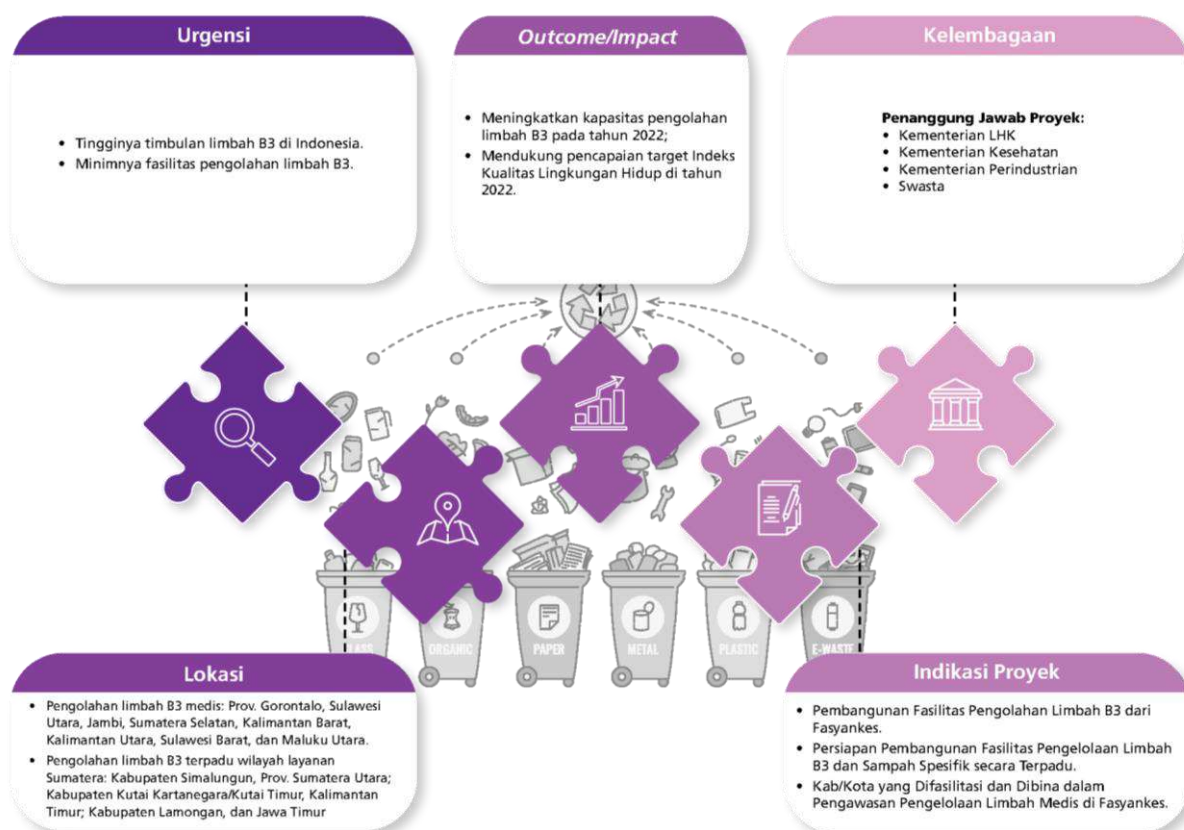 Urgensi
• Tingginya timbulan limbah B3 di Indonesia.
• Minimnya fasilitas pengolahan limbah B3.
Outcome/Impact
• Meningkatkan kapasitas pengolahan
limbah B3 pada tahun 2022;
• Mendukung pencapaian target Indeks
Kualitas Lingkungan Hidup di tahun
2022.
Kelembagaan
Penanggung Jawab Proyek:
• Kementerian LHK
• Kementerian Kesehatan
• Kementerian Perindustrian
• Swasta
ORGANIC
PAPER
METAL
PLASTIC
E-WASTE
Lokasi
• Pengolahan limbah B3 medis: Prov. Gorontalo, Sulawesi
Utara, Jambi, Sumatera Selatan, Kalimantan Barat,
Kalimantan Utara, Sulawesi Barat, dan Maluku Utara.
• Pengolahan limbah B3 terpadu wilayah layanan
Sumatera: Kabupaten Simalungun, Prov. Sumatera Utara;
Kabupaten Kutai Kartanegara/Kutai Timur, Kalimantan
Timur; Kabupaten Lamongan, dan Jawa Timur
Indikasi Proyek
• Pembangunan Fasilitas Pengolahan Limbah B3 dari
Fasyankes.
• Persiapan Pembangunan Fasilitas Pengelolaan Limbah
B3 dan Sampah Spesifik secara Terpadu.
• Kab/Kota yang Difasilitasi dan Dibina dalam
Pengawasan Pengelolaan Limbah Medis di Fasyankes.